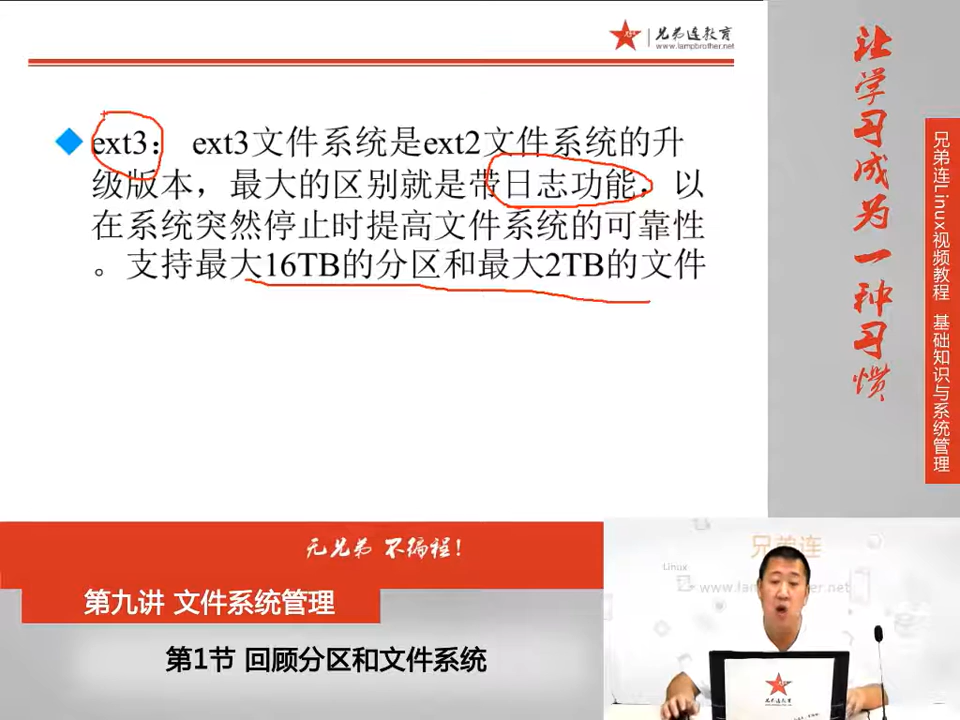 兄弟连教育
www.lampbrother.net
ext3： ext3文件系统是ext2文件系统的升
级版本，最大的区别就是带日志功能，以
在系统突然停止时提高文件系统的可靠性
。支持最大16TB的分区和最大2TB的文件
让学习成为一种习惯
兄弟连Linux视频教程 基础知识与系统管理
无兄弟 不编程！
第九讲 文件系统管理
第1节 回顾分区和文件系统
兄弟连
Linux
兄弟连教育